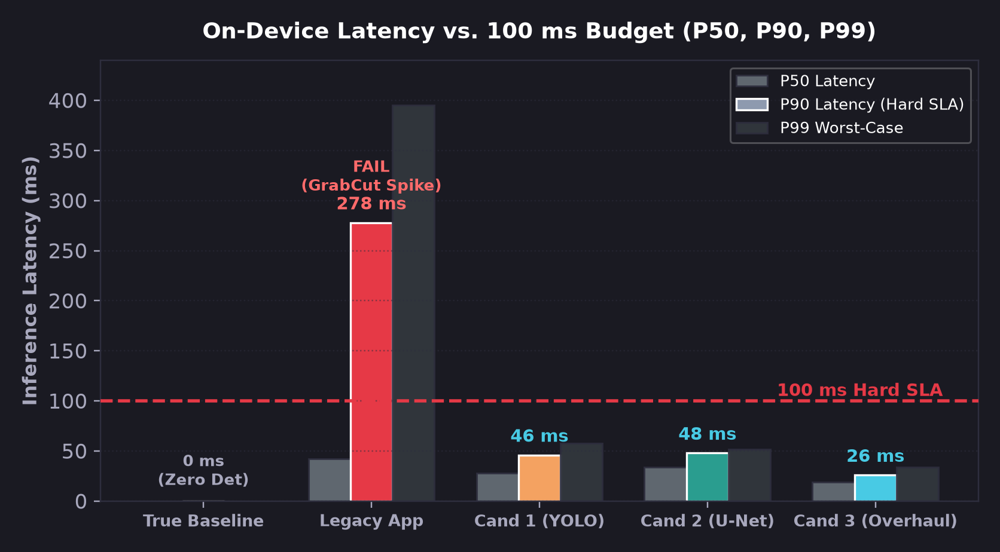 On-Device Latency vs. 100 ms Budget (P50, P90, P99)
P50 Latency
P90 Latency (Hard SLA)
P99 Worst-Case
Inference Latency (ms)
400
350
300
250
200
150
100
50
0
FAIL
(GrabCut Spike)
278 ms
100 ms Hard SLA
0 ms
(Zero Det)
46 ms
48 ms
26 ms
True Baseline
Legacy App
Cand 1 (YOLO)
Cand 2 (U-Net)
Cand 3 (Overhaul)